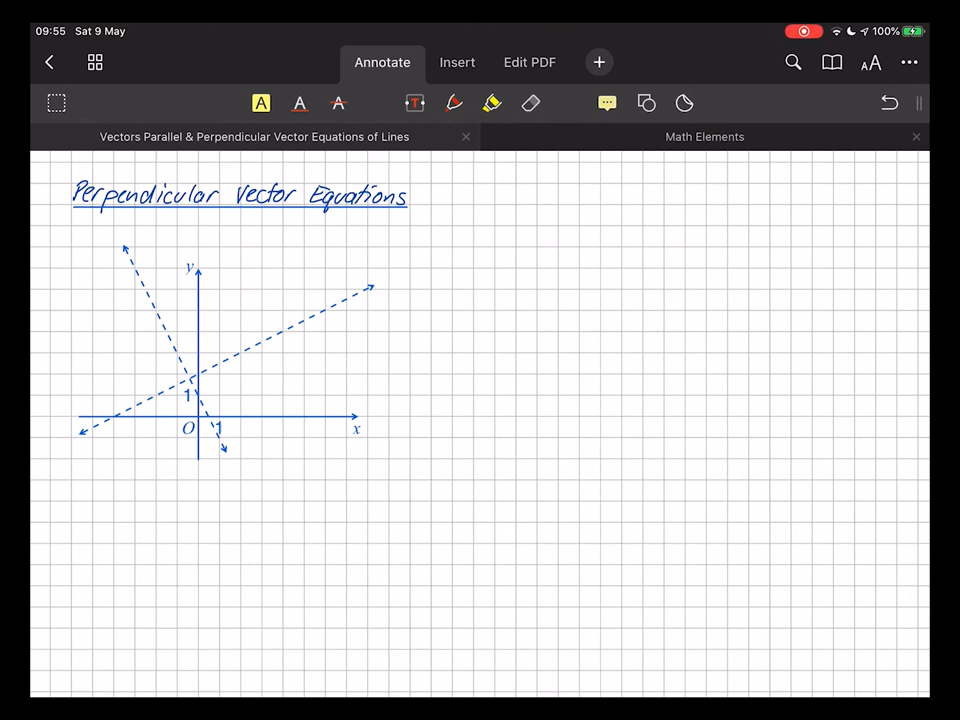 09:55 Sat 9 May 100%
Annotate Insert Edit PDF
A A A T AA
Vectors Parallel & Perpendicular Vector Equations of Lines
Math Elements
Perpendicular Vector Equations
y
1
O 1 x